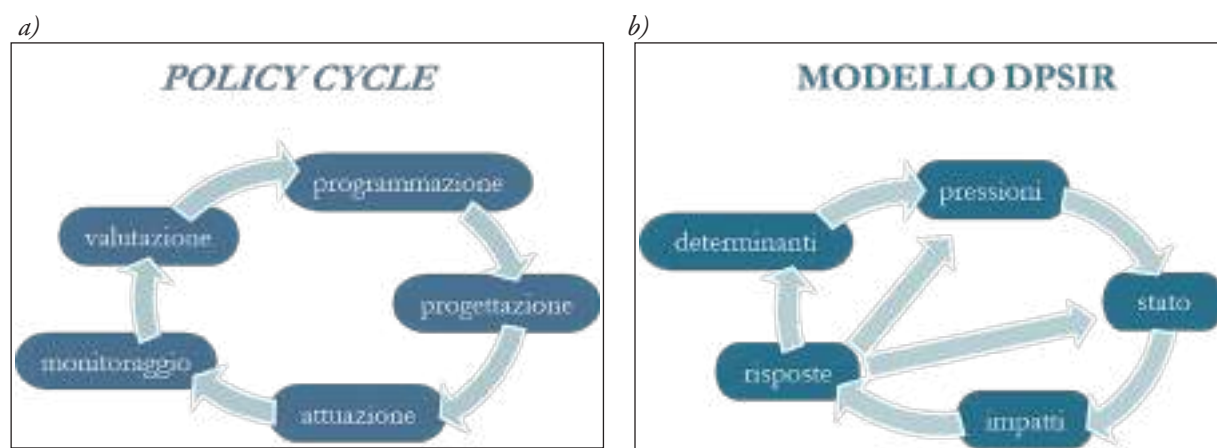 a)
POLICY CYCLE
programmazione
valutazione
progettazione
monitoraggio
attuazione
b)
MODELLO DPSIR
pressioni
determinanti
stato
risposte
impatti